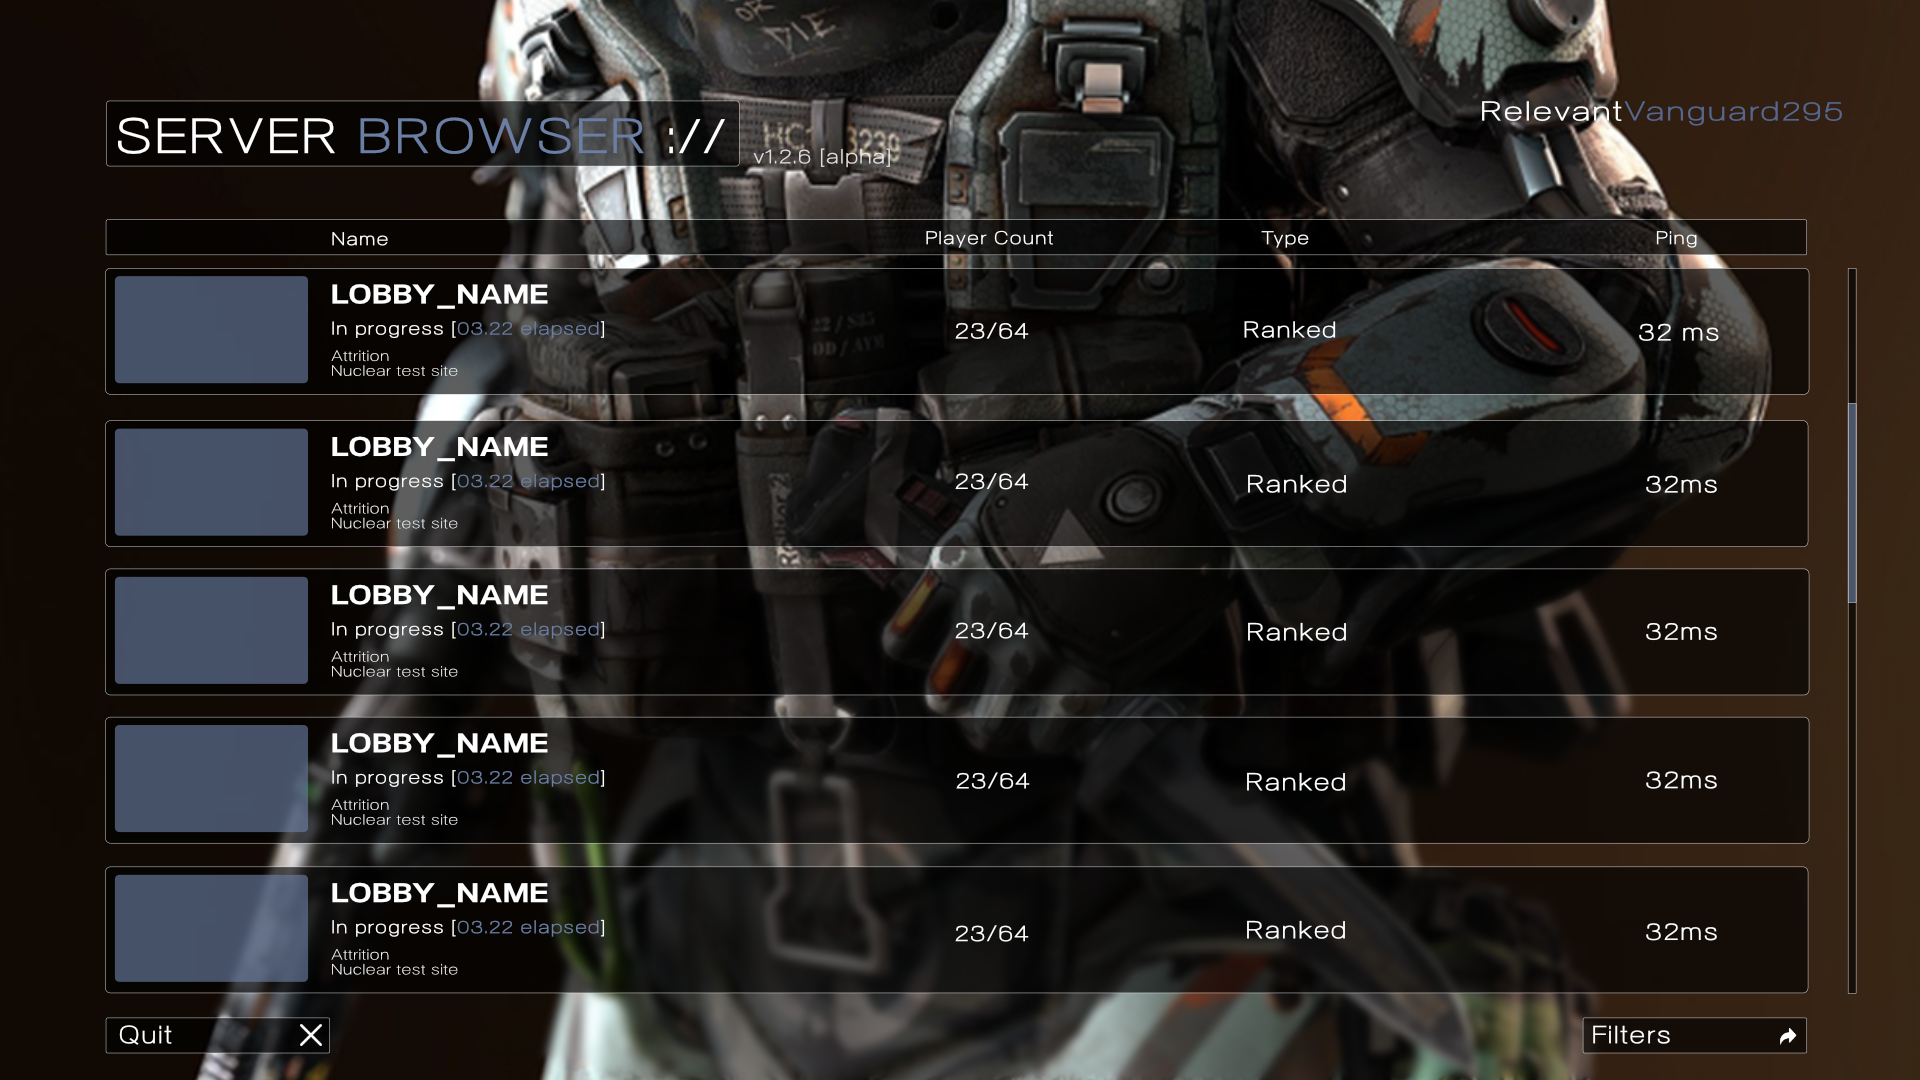 OR
DIE
SERVER BROWSER ://
v1.2.6 [alpha]
RelevantVanguard295
Name Player Count Type Ping
LOBBY_NAME
In progress [03.22 elapsed]
Attrition
Nuclear test site
23/64
Ranked
32 ms
LOBBY_NAME
In progress [03.22 elapsed]
Attrition
Nuclear test site
23/64
Ranked
32ms
LOBBY_NAME
In progress [03.22 elapsed]
Attrition
Nuclear test site
23/64
Ranked
32ms
LOBBY_NAME
In progress [03.22 elapsed]
Attrition
Nuclear test site
23/64
Ranked
32ms
LOBBY_NAME
In progress [03.22 elapsed]
Attrition
Nuclear test site
23/64
Ranked
32ms
Quit
Filters